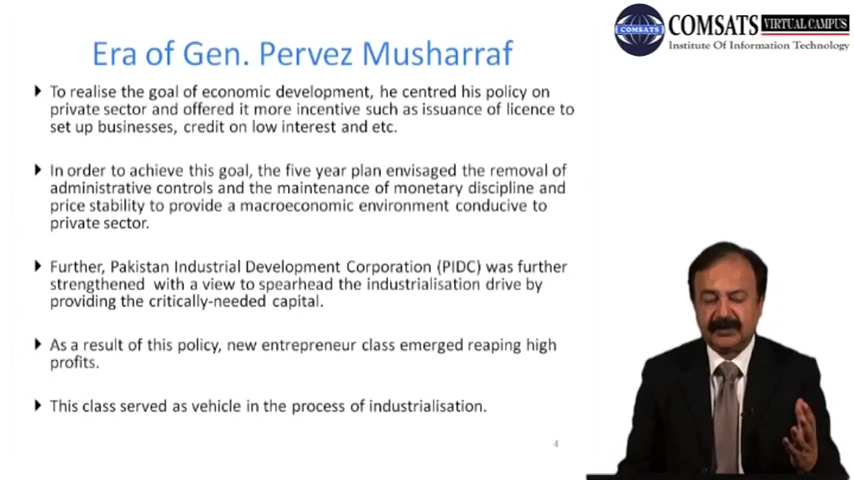 COMSATS VIRTUAL CAMPUS
COMSATS
Institute Of Information Technology
Era of Gen. Pervez Musharraf
To realise the goal of economic development, he centred his policy on
private sector and offered it more incentive such as issuance of licence to
set up businesses, credit on low interest and etc.
In order to achieve this goal, the five year plan envisaged the removal of
administrative controls and the maintenance of monetary discipline and
price stability to provide a macroeconomic environment conducive to
private sector.
Further, Pakistan Industrial Development Corporation (PIDC) was further
strengthened with a view to spearhead the industrialisation drive by
providing the critically-needed capital.
As a result of this policy, new entrepreneur class emerged reaping high
profits.
This class served as vehicle in the process of industrialisation.
4